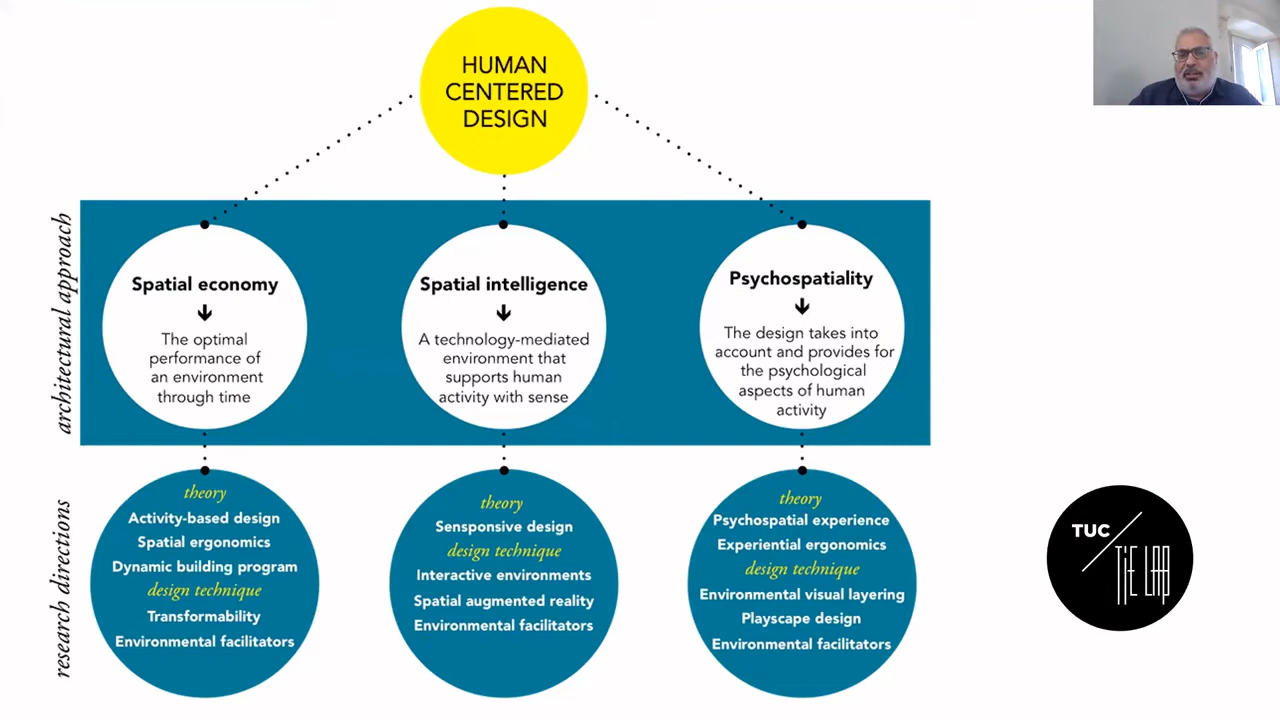 HUMAN
CENTERED
DESIGN
architectural approach
Spatial economy
The optimal
performance of
an environment
through time
Spatial intelligence
A technology-mediated
environment that
supports human
activity with sense
Psychospatiality
The design takes into
account and provides for
the psychological
aspects of human
activity
research directions
theory
Activity-based design
Spatial ergonomics
Dynamic building program
design technique
Transformability
Environmental facilitators
theory
Sensponsive design
design technique
Interactive environments
Spatial augmented reality
Environmental facilitators
theory
Psychospatial experience
Experiential ergonomics
design technique
Environmental visual layering
Playscape design
Environmental facilitators
TUC
TiE LAB